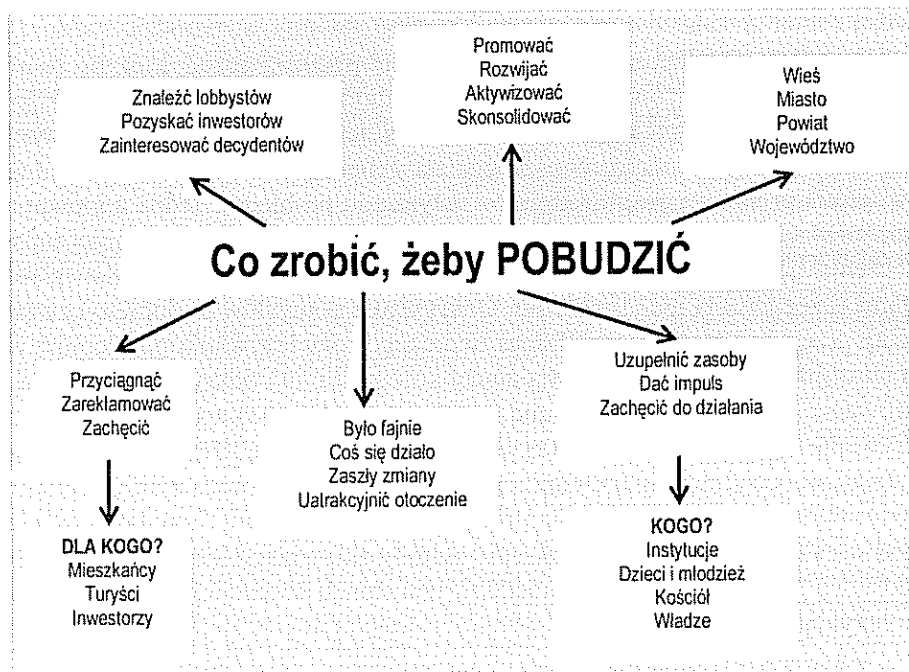 Znaleźć lobbystów
Pozyskać inwestorów
Zainteresować decydentów
Promować
Rozwijać
Aktywizować
Skonsolidować
Wieś
Miasto
Powiat
Województwo
Co zrobić, żeby POBUDZIĆ
Przyciągnąć
Zareklamować
Zachęcić
Było fajnie
Coś się działo
Zaszły zmiany
Uatrakcyjnić otoczenie
Uzupełnić zasoby
Dać impuls
Zachęcić do działania
DLA KOGO?
Mieszkańcy
Turyści
Inwestorzy
KOGO?
Instytucje
Dzieci i młodzież
Kościół
Władze